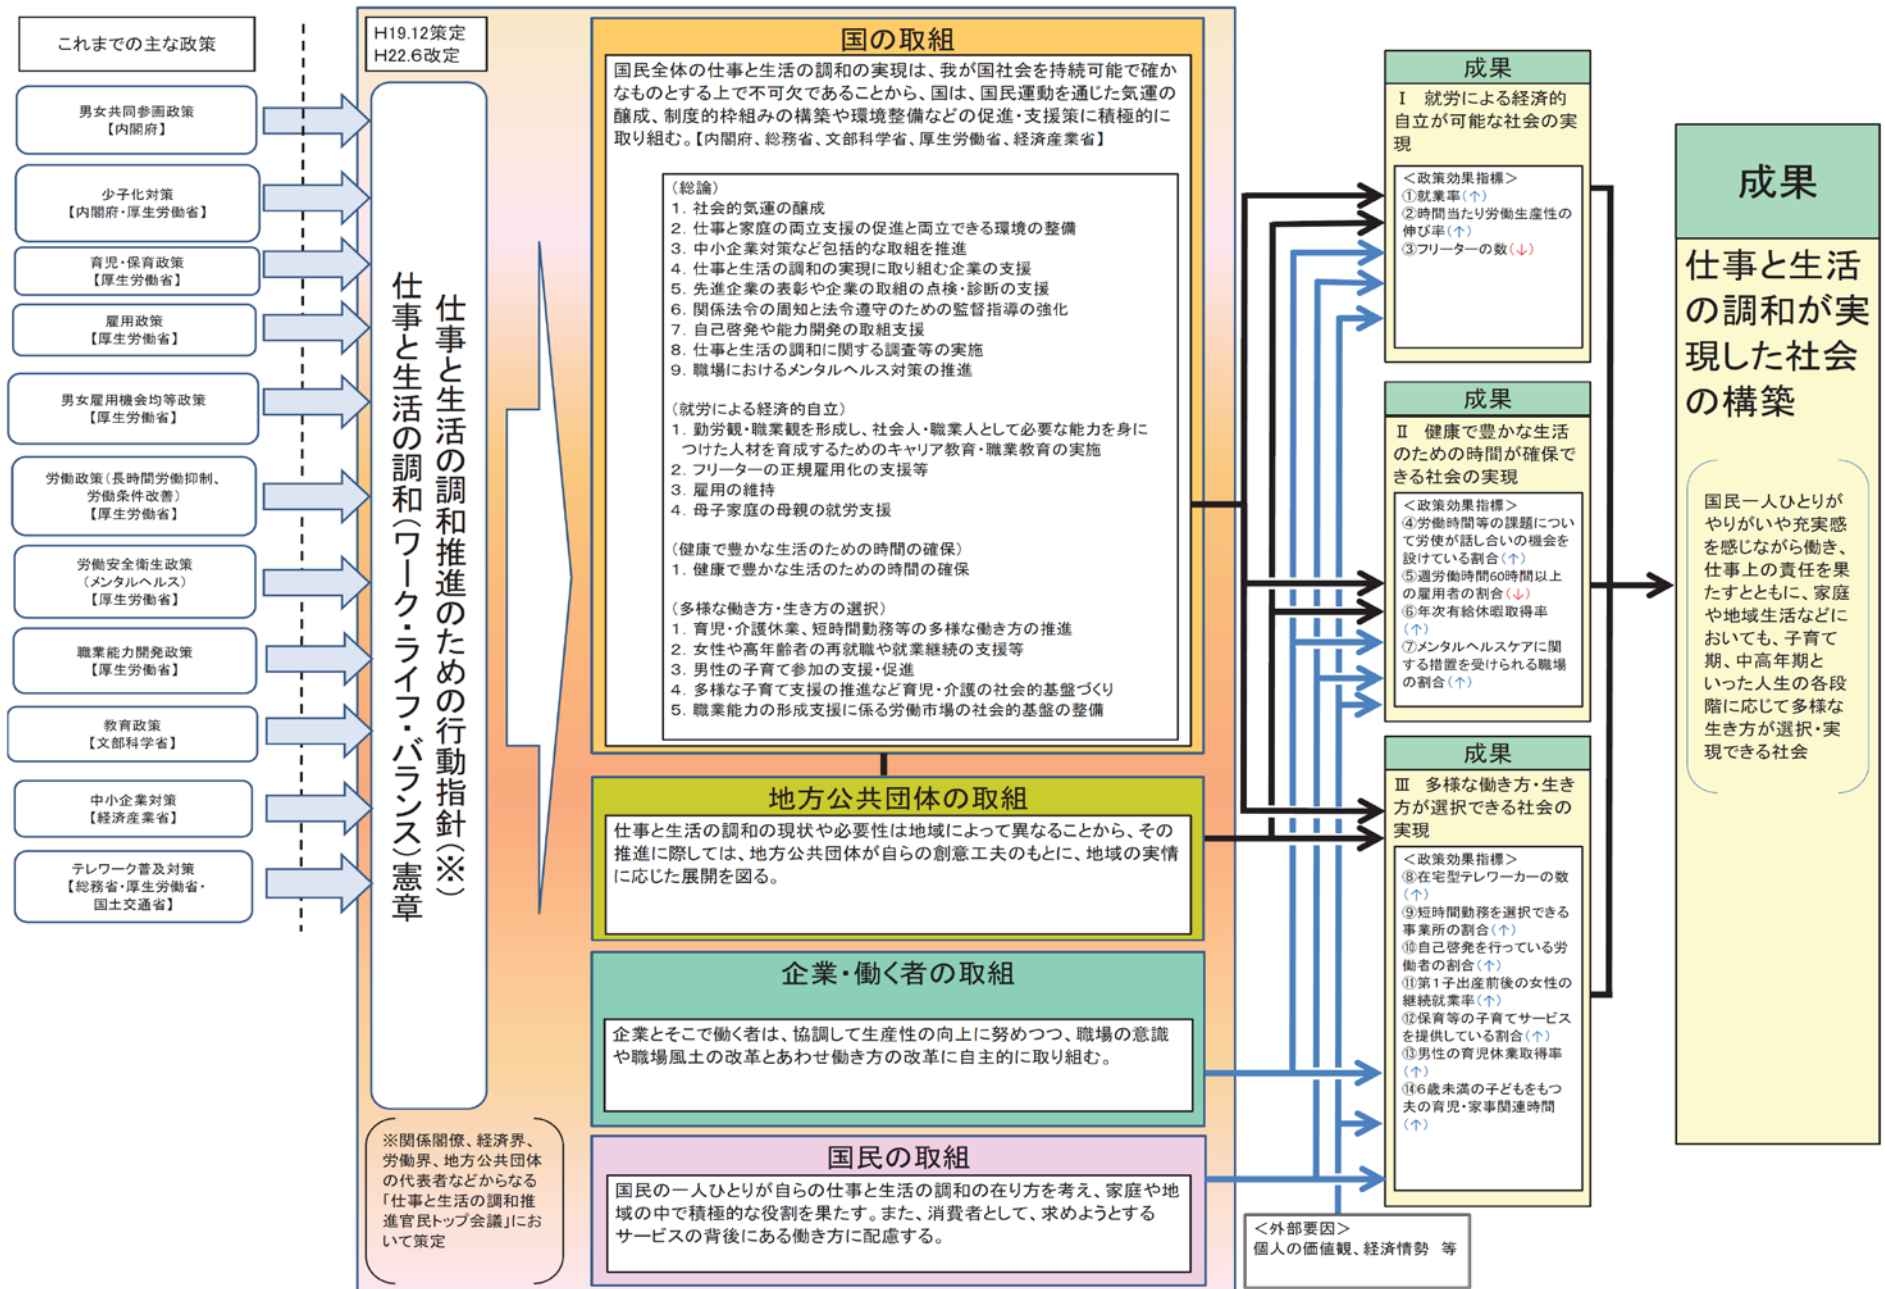 これまでの主な政策
男女共同参画政策
【内閣府】
少子化対策
【内閣府・厚生労働省】
育児・保育政策
【厚生労働省】
雇用政策
【厚生労働省】
男女雇用機会均等政策
【厚生労働省】
労働政策(長時間労働抑制、
労働条件改善)
【厚生労働省】
労働安全衛生政策
(メンタルヘルス)
【厚生労働省】
職業能力開発政策
【厚生労働省】
教育政策
【文部科学省】
中小企業対策
【経済産業省】
テレワーク普及対策
【総務省・厚生労働省・
国土交通省】
H19.12策定
H22.6改定
仕事と生活の調和推進のための行動指針(※)
仕事と生活の調和(ワーク・ライフ・バランス)憲章
※関係閣僚、経済界、
労働界、地方公共団体
の代表者などからなる
「仕事と生活の調和推
進官民トップ会議」にお
いて策定
国の取組
国民全体の仕事と生活の調和の実現は、我が国社会を持続可能で確か
なものとする上で不可欠であることから、国は、国民運動を通じた気運の
醸成、制度的枠組みの構築や環境整備などの促進・支援策に積極的に
取り組む。【内閣府、総務省、文部科学省、厚生労働省、経済産業省】
(総論)
1. 社会的気運の醸成
2. 仕事と家庭の両立支援の促進と両立できる環境の整備
3. 中小企業対策など包括的な取組を推進
4. 仕事と生活の調和の実現に取り組む企業の支援
5. 先進企業の表彰や企業の取組の点検・診断の支援
6. 関係法令の周知と法令遵守のための監督指導の強化
7. 自己啓発や能力開発の取組支援
8. 仕事と生活の調和に関する調査等の実施
9. 職場におけるメンタルヘルス対策の推進
(就労による経済的自立)
1. 勤労観・職業観を形成し、社会人・職業人として必要な能力を身に
つけた人材を育成するためのキャリア教育・職業教育の実施
2. フリーターの正規雇用化の支援等
3. 雇用の維持
4. 母子家庭の母親の就労支援
(健康で豊かな生活のための時間の確保)
1. 健康で豊かな生活のための時間の確保
(多様な働き方・生き方の選択)
1. 育児・介護休業、短時間勤務等の多様な働き方の推進
2. 女性や高年齢者の再就職や就業継続の支援等
3. 男性の子育て参加の支援・促進
4. 多様な子育て支援の推進など育児・介護の社会的基盤づくり
5. 職業能力の形成支援に係る労働市場の社会的基盤の整備
地方公共団体の取組
仕事と生活の調和の現状や必要性は地域によって異なることから、その
推進に際しては、地方公共団体が自らの創意工夫のもとに、地域の実情
に応じた展開を図る。
企業・働く者の取組
企業とそこで働く者は、協調して生産性の向上に努めつつ、職場の意識
や職場風土の改革とあわせ働き方の改革に自主的に取り組む。
国民の取組
国民の一人ひとりが自らの仕事と生活の調和の在り方を考え、家庭や地
域の中で積極的な役割を果たす。また、消費者として、求めようとする
サービスの背後にある働き方に配慮する。
成果
Ⅰ 就労による経済的
自立が可能な社会の実
現
<政策効果指標>
①就業率(↑)
②時間当たり労働生産性の
伸び率(↑)
③フリーターの数(↓)
成果
Ⅱ 健康で豊かな生活
のための時間が確保で
きる社会の実現
<政策効果指標>
④労働時間等の課題につい
て労使が話し合いの機会を
設けている割合(↑)
⑤週労働時間60時間以上
の雇用者の割合(↓)
⑥年次有給休暇取得率
(↑)
⑦メンタルヘルスケアに関
する措置を受けられる職場
の割合(↑)
成果
Ⅲ 多様な働き方・生き
方が選択できる社会の
実現
<政策効果指標>
⑧在宅型テレワーカーの数
(↑)
⑨短時間勤務を選択できる
事業所の割合(↑)
⑩自己啓発を行っている労
働者の割合(↑)
⑪第1子出産前後の女性の
継続就業率(↑)
⑫保育等の子育てサービス
を提供している割合(↑)
⑬男性の育児休業取得率
(↑)
⑭6歳未満の子どもをもつ
夫の育児・家事関連時間
(↑)
<外部要因>
個人の価値観、経済情勢 等
成果
仕事と生活
の調和が実
現した社会
の構築
国民一人ひとりが
やりがいや充実感
を感じながら働き、
仕事上の責任を果
たすとともに、家庭
や地域生活などに
おいても、子育て
期、中高年期と
いった人生の各段
階に応じて多様な
生き方が選択・実
現できる社会